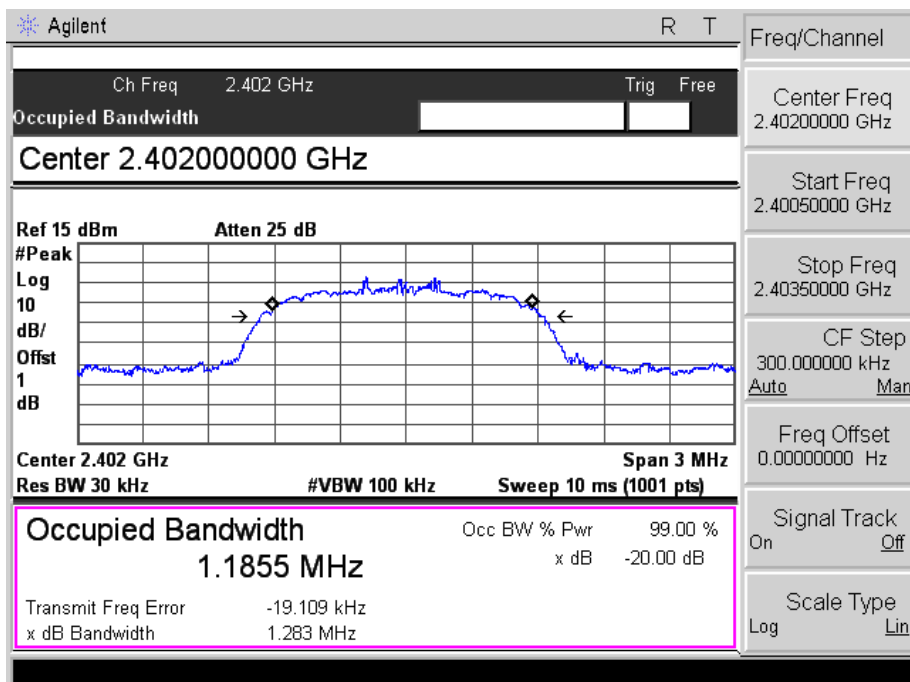 Agilent R T
Ch Freq 2.402 GHz Trig Free
Occupied Bandwidth
Center 2.402000000 GHz
Ref 15 dBm Atten 25 dB
#Peak
Log
10
dB/
Offst
1
dB
Center 2.402 GHz Span 3 MHz
Res BW 30 kHz #VBW 100 kHz Sweep 10 ms (1001 pts)
Occupied Bandwidth
1.1855 MHz
Occ BW % Pwr 99.00 %
x dB -20.00 dB
Transmit Freq Error -19.109 kHz
x dB Bandwidth 1.283 MHz
Freq/Channel
Center Freq
2.40200000 GHz
Start Freq
2.40050000 GHz
Stop Freq
2.40350000 GHz
CF Step
300.000000 kHz
Auto Man
Freq Offset
0.00000000 Hz
Signal Track
On Off
Scale Type
Log Lin